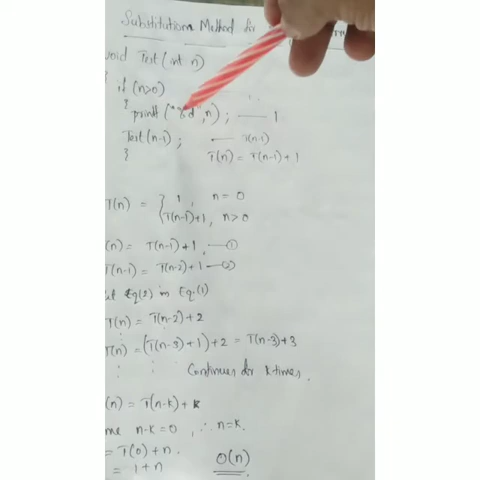 Substitution Method for
void Test (int n)
{ if (n>0)
{ printf ("%d", n) ; —— 1
Test (n-1) ; —— T(n-1)
} T(n) = T(n-1)+1
T(n) = { 1 , n = 0
T(n-1)+1, n>0
(n) = T(n-1)+1 , —①
T(n-1) = T(n-2)+1 —②
Eq(2) in Eq.(1)
T(n) = T(n-2)+2
T(n) = (T(n-3)+1)+2 = T(n-3)+3
Continues for k times.
(n) = T(n-k)+k
me n-k=0 , ∴ n=k.
= T(0)+n.
= 1+n O(n)